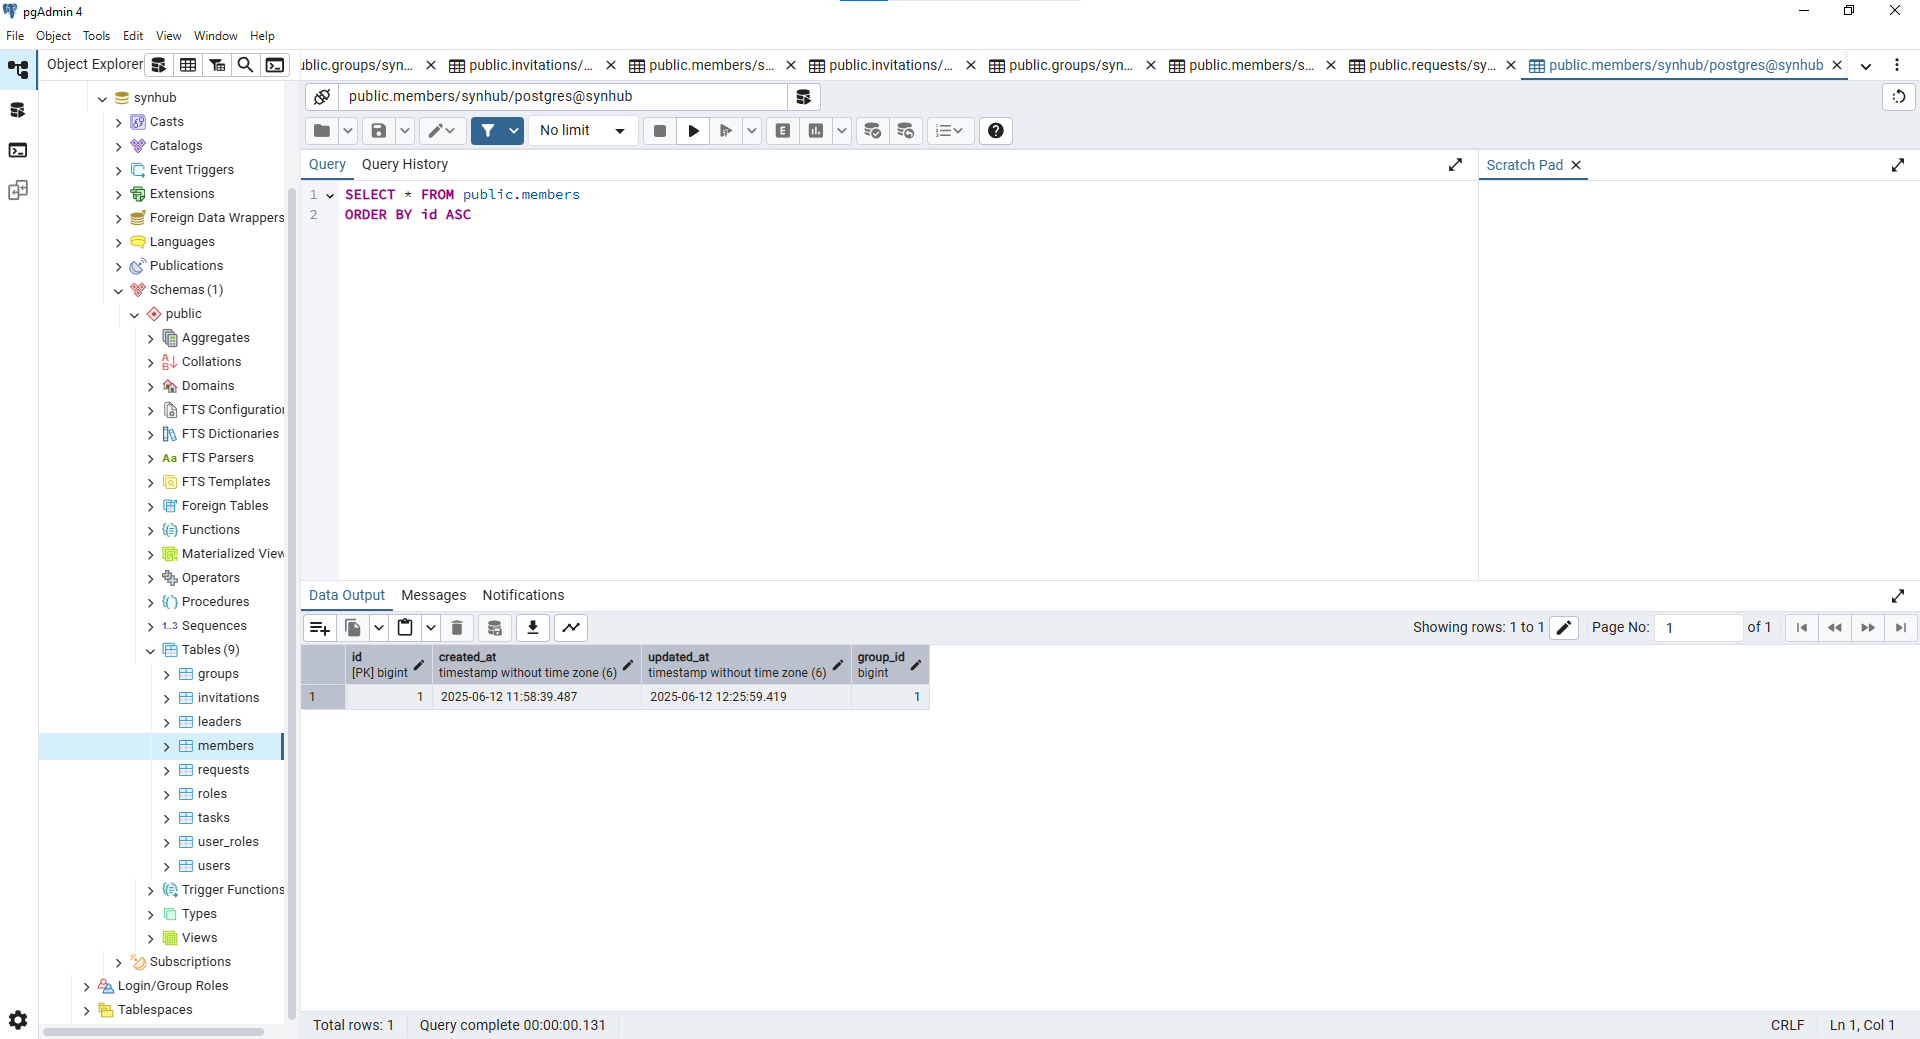 pgAdmin 4
File Object Tools Edit View Window Help
Object Explorer
public.groups/syn...
public.invitations/...
public.members/s...
public.invitations/...
public.groups/syn...
public.members/s...
public.requests/sy...
public.members/synhub/postgres@synhub
synhub
Casts
Catalogs
Event Triggers
Extensions
Foreign Data Wrappers
Languages
Publications
Schemas (1)
public
Aggregates
Collations
Domains
FTS Configuration
FTS Dictionaries
Aa FTS Parsers
FTS Templates
Foreign Tables
Functions
Materialized View
Operators
Procedures
1..3 Sequences
Tables (9)
groups
invitations
leaders
members
requests
roles
tasks
user_roles
users
Trigger Functions
Types
Views
Subscriptions
Login/Group Roles
Tablespaces
public.members/synhub/postgres@synhub
No limit
E
Query Query History
Scratch Pad
1 SELECT * FROM public.members
2 ORDER BY id ASC
Data Output Messages Notifications
Showing rows: 1 to 1 Page No: 1 of 1
id created_at updated_at group_id
[PK] bigint timestamp without time zone (6) timestamp without time zone (6) bigint
1 1 2025-06-12 11:58:39.487 2025-06-12 12:25:59.419 1
Total rows: 1 Query complete 00:00:00.131 CRLF Ln 1, Col 1